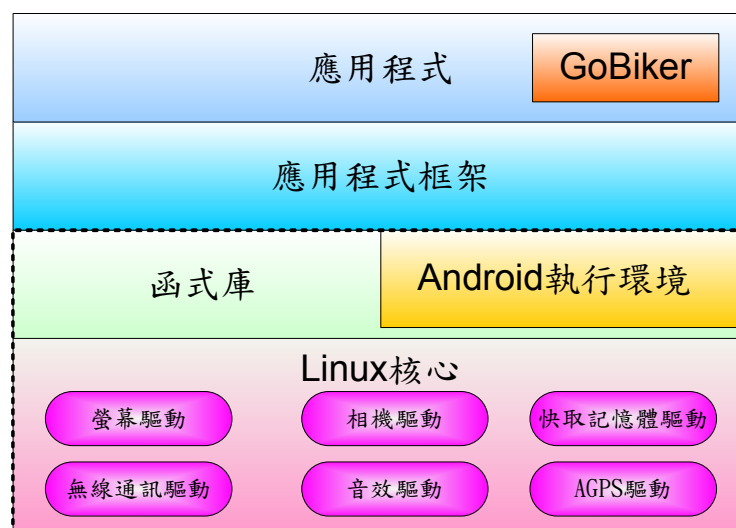 應用程式
GoBiker
應用程式框架
函式庫
Android執行環境
Linux核心
螢幕驅動
相機驅動
快取記憶體驅動
無線通訊驅動
音效驅動
AGPS驅動